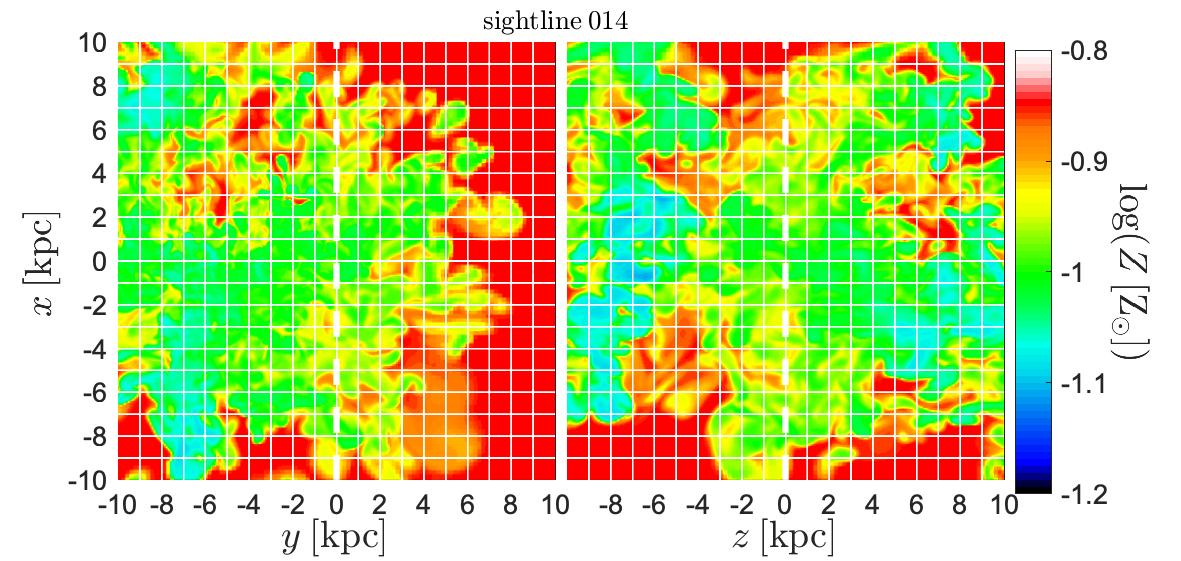 sightline 014
10
8
6
4
2
0
-2
-4
-6
-8
-10
x [kpc]
-10 -8 -6 -4 -2 0 2 4 6 8 10
y [kpc]
-8 -6 -4 -2 0 2 4 6 8 10
z [kpc]
-0.8
-0.9
-1
-1.1
-1.2
log(Z [Z⊙])